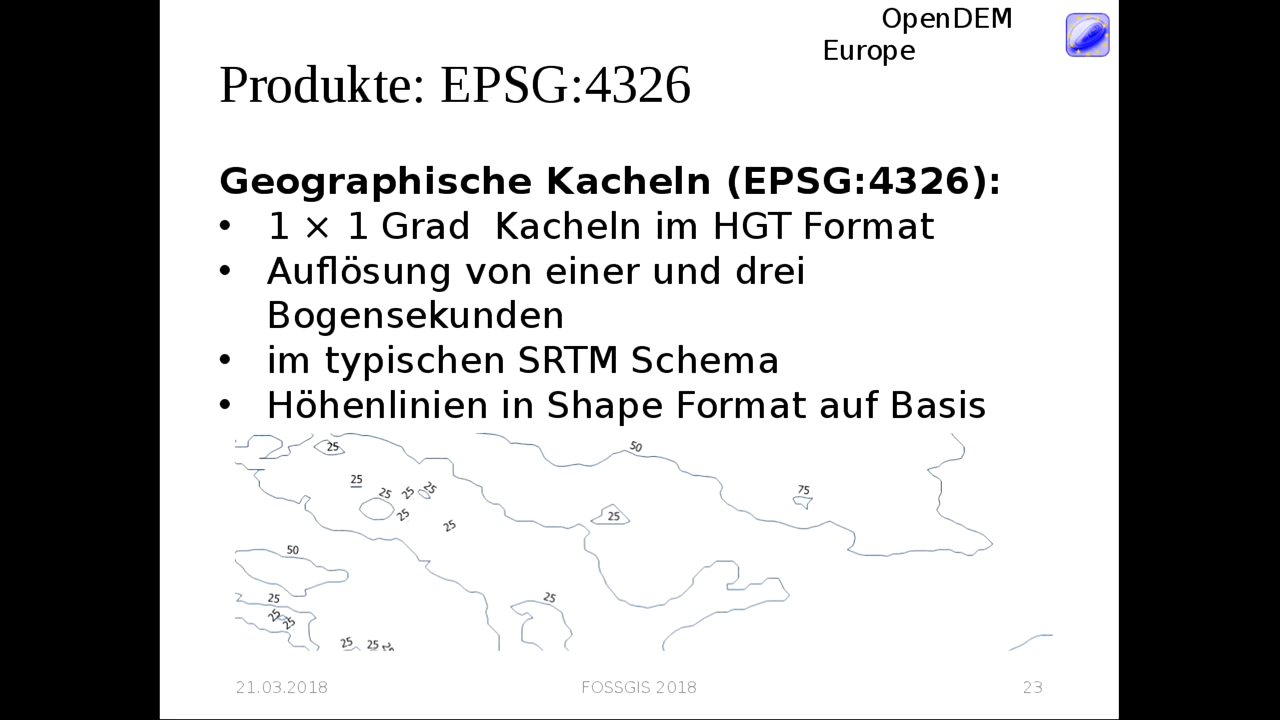 OpenDEM
Europe
Produkte: EPSG:4326
Geographische Kacheln (EPSG:4326):
• 1 × 1 Grad Kacheln im HGT Format
• Auflösung von einer und drei
Bogensekunden
• im typischen SRTM Schema
• Höhenlinien in Shape Format auf Basis
25
50
25
25
25
25
75
25
25
25
50
25
25
25
25
25
25
21.03.2018
FOSSGIS 2018
23